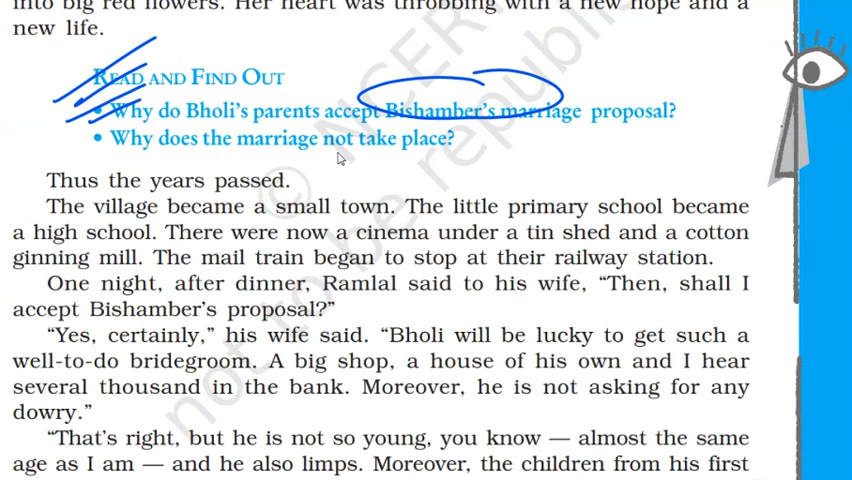 into big red flowers. Her heart was throbbing with a new hope and a
new life.
READ AND FIND OUT
• Why do Bholi's parents accept Bishamber's marriage proposal?
• Why does the marriage not take place?
Thus the years passed.
The village became a small town. The little primary school became
a high school. There were now a cinema under a tin shed and a cotton
ginning mill. The mail train began to stop at their railway station.
One night, after dinner, Ramlal said to his wife, “Then, shall I
accept Bishamber's proposal?”
“Yes, certainly,” his wife said. “Bholi will be lucky to get such a
well-to-do bridegroom. A big shop, a house of his own and I hear
several thousand in the bank. Moreover, he is not asking for any
dowry.”
“That's right, but he is not so young, you know — almost the same
age as I am — and he also limps. Moreover, the children from his first
© NCERT
not to be republi